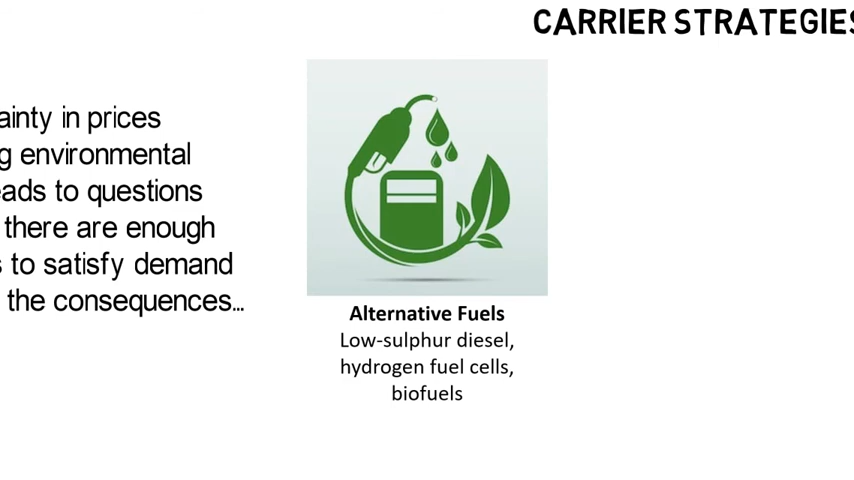 CARRIER STRATEGIES
ainty in prices
g environmental
eads to questions
there are enough
s to satisfy demand
the consequences...
Alternative Fuels
Low-sulphur diesel,
hydrogen fuel cells,
biofuels